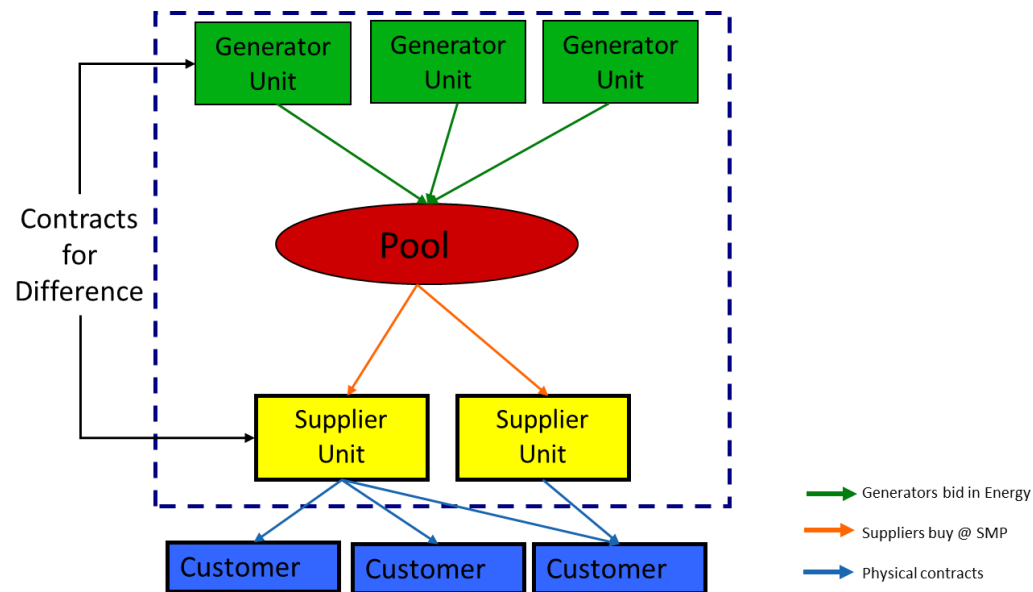 Generator
Unit
Generator
Unit
Generator
Unit
Contracts
for
Difference
Pool
Supplier
Unit
Supplier
Unit
Generators bid in Energy
Suppliers buy @ SMP
Physical contracts
Customer
Customer
Customer